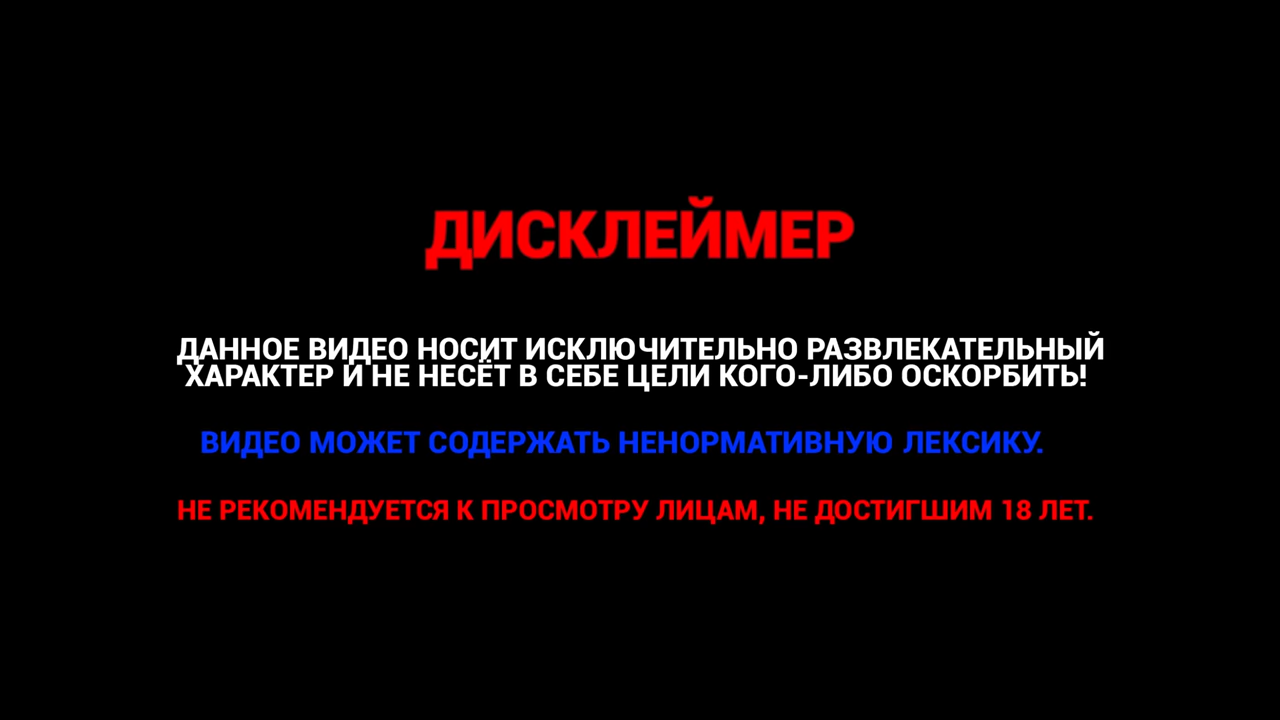 ДИСКЛЕЙМЕР
ДАННОЕ ВИДЕО НОСИТ ИСКЛЮЧИТЕЛЬНО РАЗВЛЕКАТЕЛЬНЫЙ
ХАРАКТЕР И НЕ НЕСЁТ В СЕБЕ ЦЕЛИ КОГО-ЛИБО ОСКОРБИТЬ!
ВИДЕО МОЖЕТ СОДЕРЖАТЬ НЕНОРМАТИВНУЮ ЛЕКСИКУ.
НЕ РЕКОМЕНДУЕТСЯ К ПРОСМОТРУ ЛИЦАМ, НЕ ДОСТИГШИМ 18 ЛЕТ.